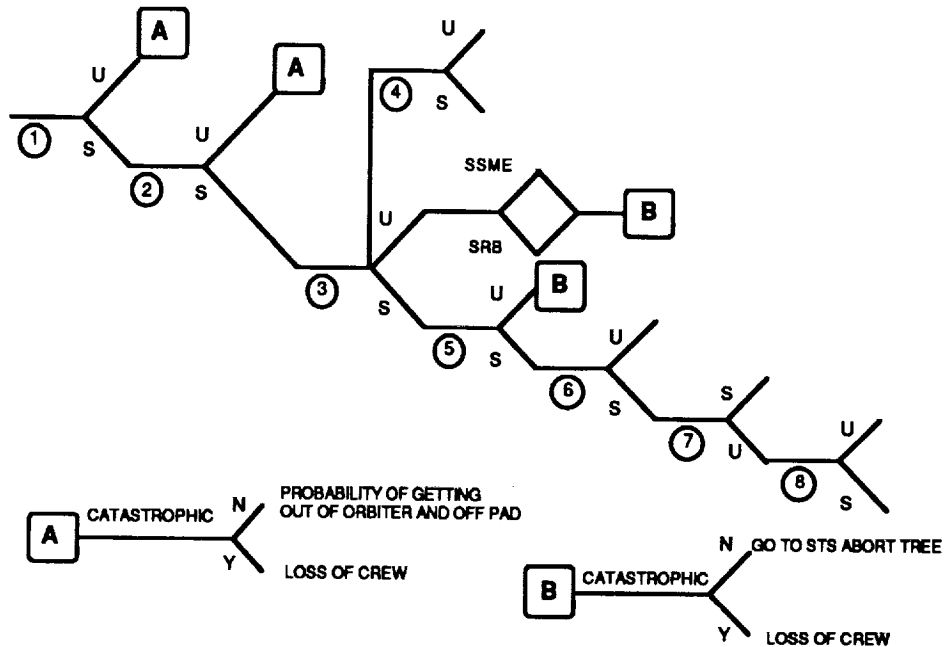 A
A
U
U
4
S
U
1
S
2
S
SSME
B
U
SRB
3
S
U
B
5
S
U
6
S
S
7
U
U
8
S
A
CATASTROPHIC
N
PROBABILITY OF GETTING
OUT OF ORBITER AND OFF PAD
Y
LOSS OF CREW
B
CATASTROPHIC
N
GO TO STS ABORT TREE
Y
LOSS OF CREW